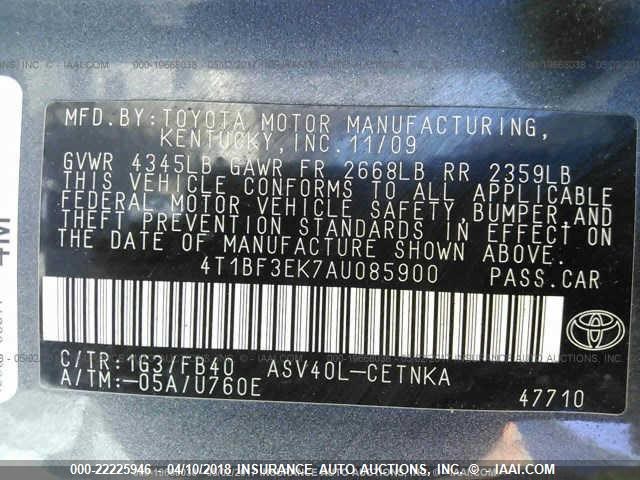 MFD.BY:TOYOTA MOTOR MANUFACTURING,
KENTUCKY, INC. 11/09
GVWR 4345LB GAWR FR 2668LB RR 2359LB
THIS VEHICLE CONFORMS TO ALL APPLICABLE
FEDERAL MOTOR VEHICLE SAFETY,BUMPER AND
THEFT PREVENTION STANDARDS IN EFFECT ON
THE DATE OF MANUFACTURE SHOWN ABOVE.
4T1BF3EK7AU085900 PASS.CAR
C/TR:1G3/FB40 ASV40L-CETNKA
A/TM:-05A/U760E 47710
000-22225946 - 04/10/2018 INSURANCE AUTO AUCTIONS, INC. © - IAAI.COM